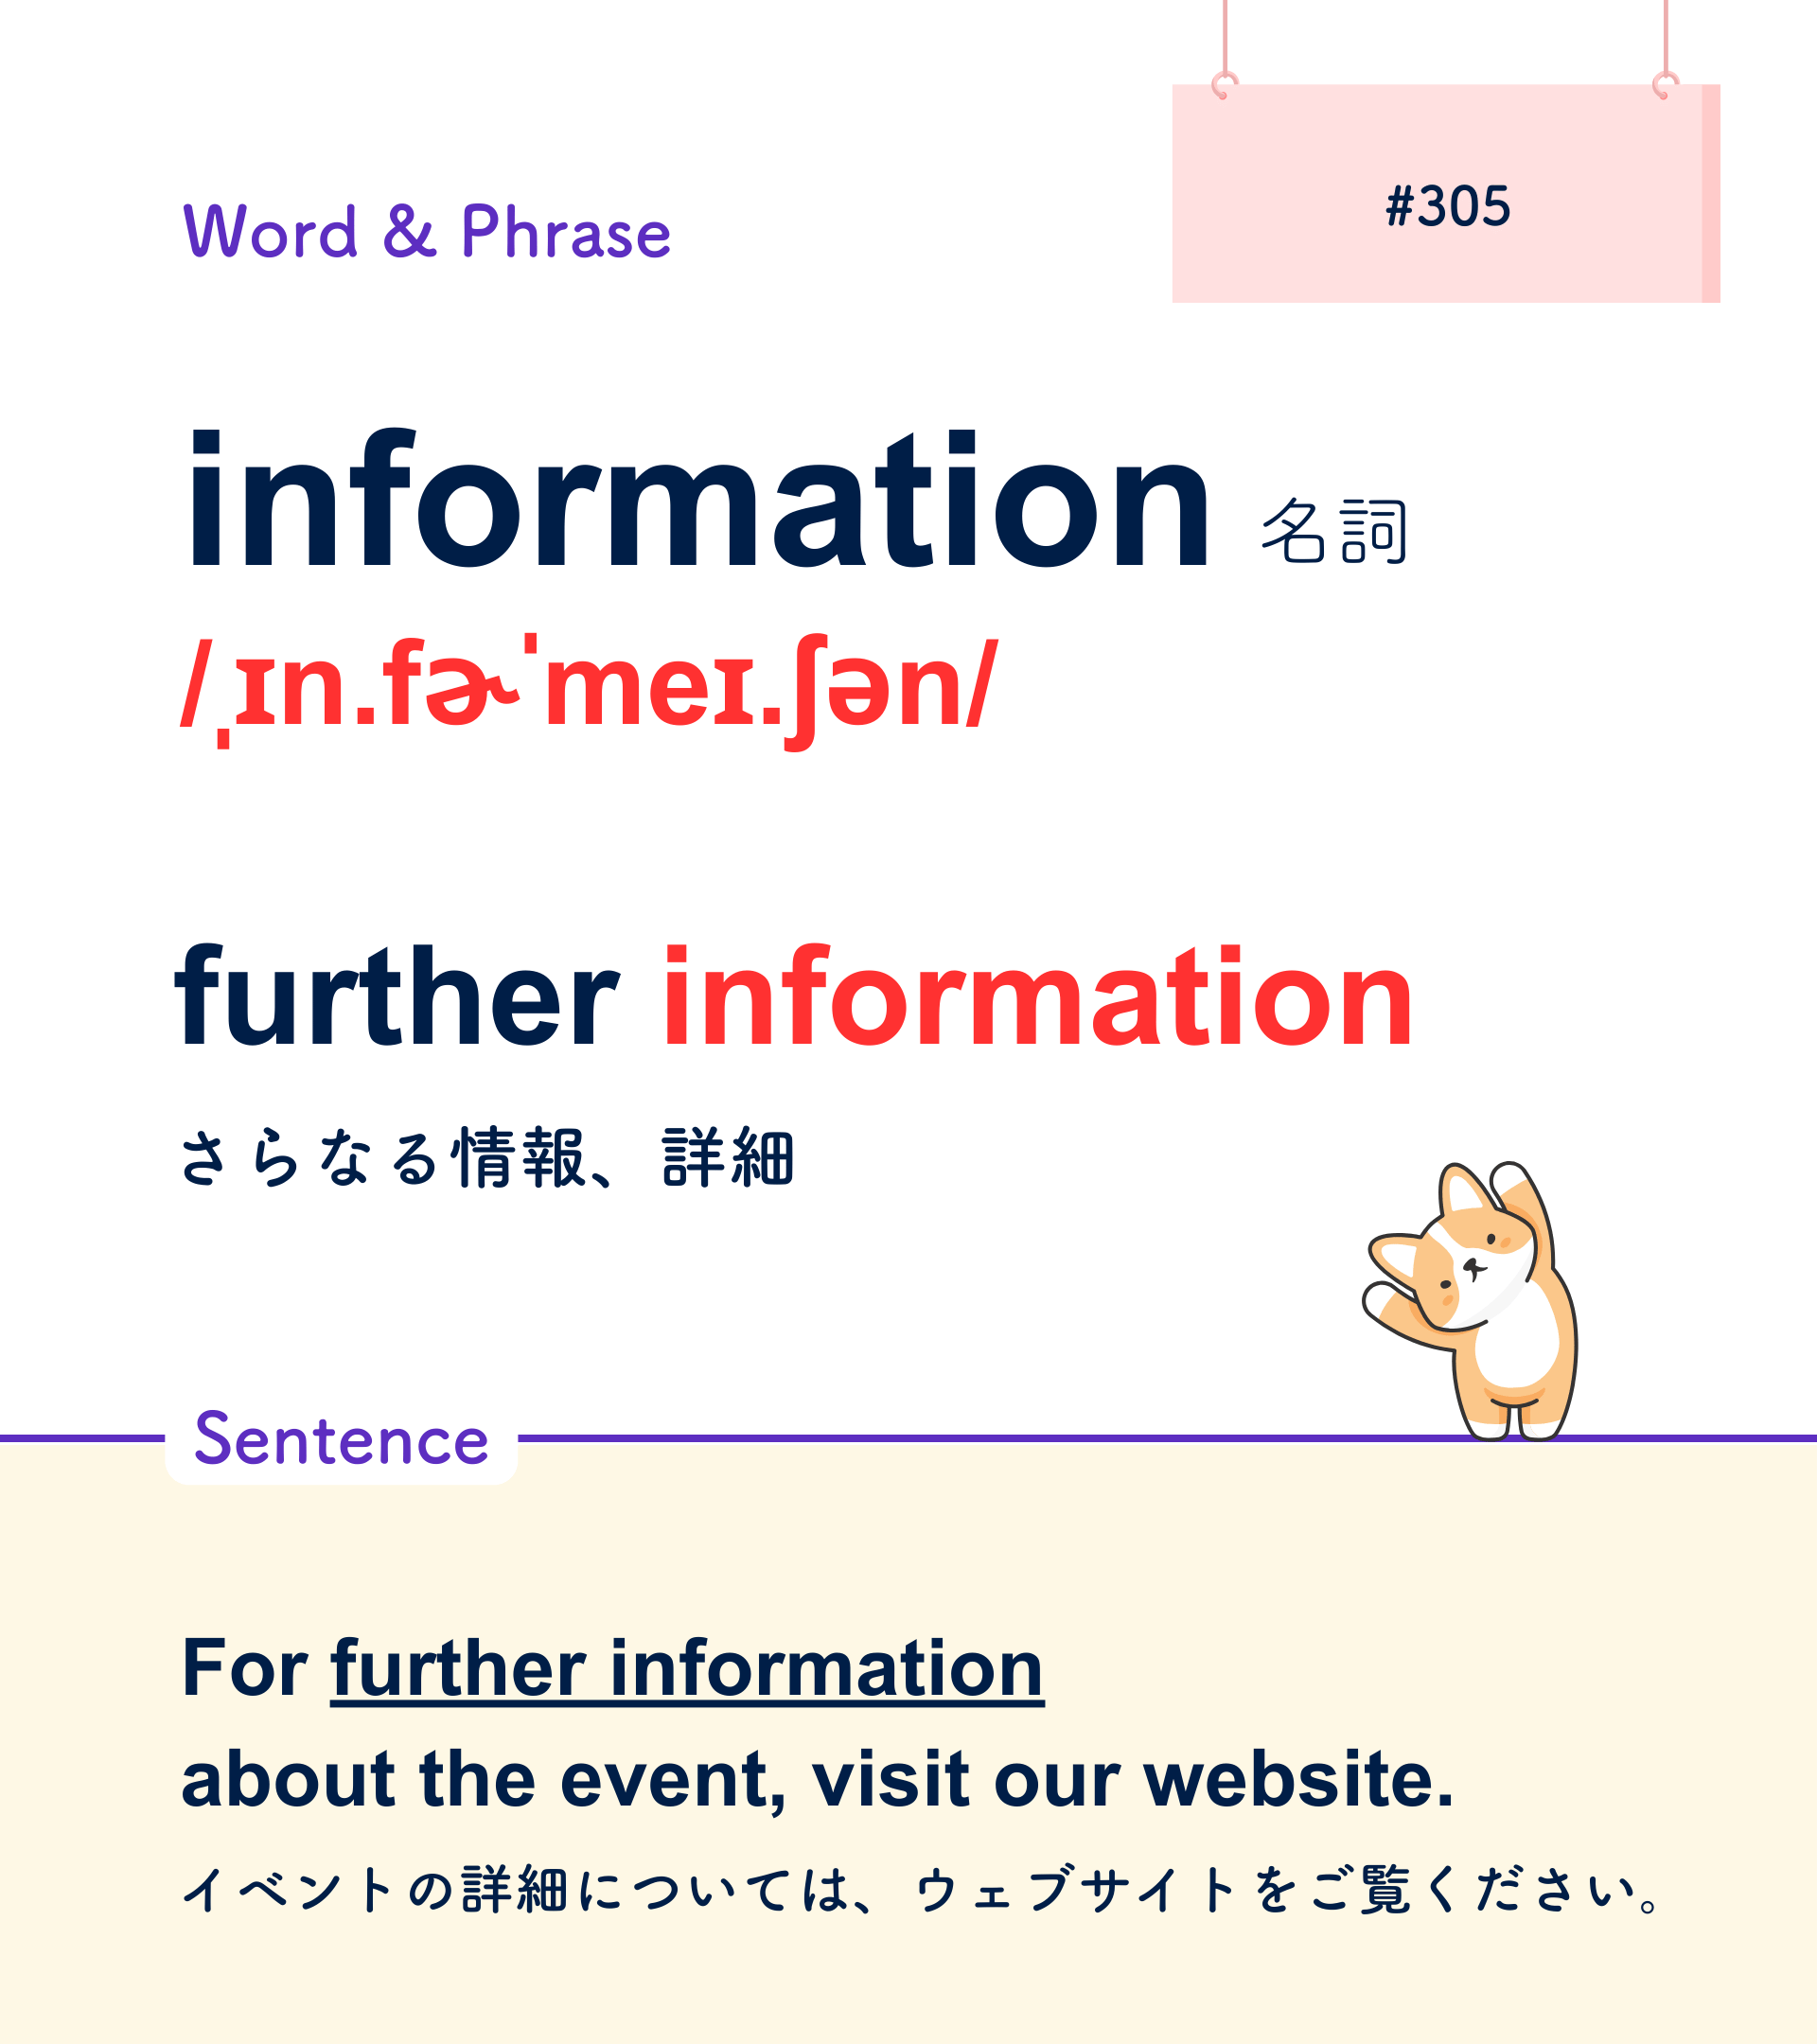 Word & Phrase
#305
information 名詞
/ˌɪn.fɚˈmeɪ.ʃən/
further information
さらなる情報、詳細
Sentence
For further information
about the event, visit our website.
イベントの詳細については、ウェブサイトをご覧ください。